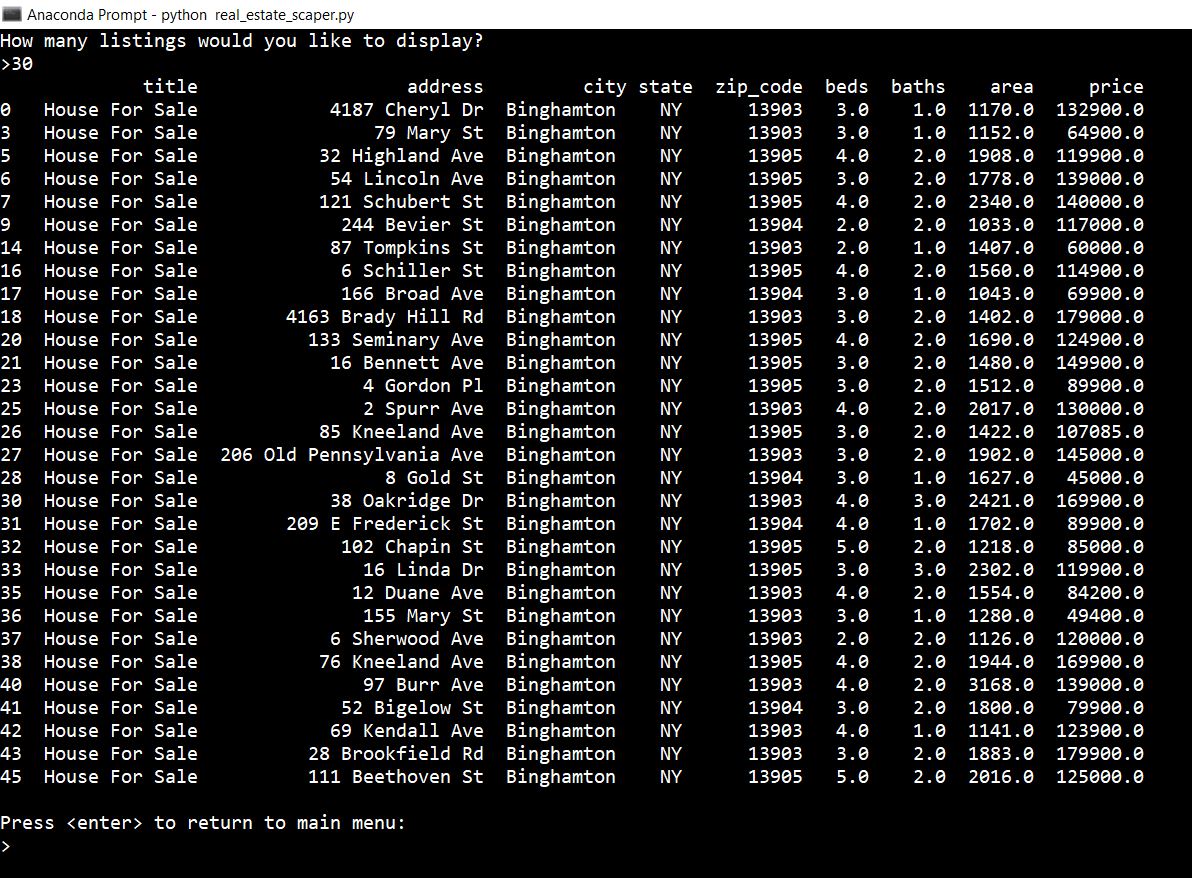 Anaconda Prompt - python  real_estate_scaper.py
How many listings would you like to display?
>30
             title                   address         city state  zip_code  beds  baths    area     price
0   House For Sale            4187 Cheryl Dr  Binghamton    NY      13903  3.0    1.0  1170.0  132900.0
3   House For Sale                79 Mary St  Binghamton    NY      13903  3.0    1.0  1152.0   64900.0
5   House For Sale           32 Highland Ave  Binghamton    NY      13905  4.0    2.0  1908.0  119900.0
6   House For Sale            54 Lincoln Ave  Binghamton    NY      13905  3.0    2.0  1778.0  139000.0
7   House For Sale           121 Schubert St  Binghamton    NY      13905  4.0    2.0  2340.0  140000.0
9   House For Sale             244 Bevier St  Binghamton    NY      13904  2.0    2.0  1033.0  117000.0
14  House For Sale            87 Tompkins St  Binghamton    NY      13903  2.0    1.0  1407.0   60000.0
16  House For Sale             6 Schiller St  Binghamton    NY      13905  4.0    2.0  1560.0  114900.0
17  House For Sale             166 Broad Ave  Binghamton    NY      13904  3.0    1.0  1043.0   69900.0
18  House For Sale        4163 Brady Hill Rd  Binghamton    NY      13903  3.0    2.0  1402.0  179000.0
20  House For Sale          133 Seminary Ave  Binghamton    NY      13905  4.0    2.0  1690.0  124900.0
21  House For Sale            16 Bennett Ave  Binghamton    NY      13905  3.0    2.0  1480.0  149900.0
23  House For Sale               4 Gordon Pl  Binghamton    NY      13905  3.0    2.0  1512.0   89900.0
25  House For Sale               2 Spurr Ave  Binghamton    NY      13903  4.0    2.0  2017.0  130000.0
26  House For Sale           85 Kneeland Ave  Binghamton    NY      13905  3.0    2.0  1422.0  107085.0
27  House For Sale  206 Old Pennsylvania Ave  Binghamton    NY      13903  3.0    2.0  1902.0  145000.0
28  House For Sale                 8 Gold St  Binghamton    NY      13904  3.0    1.0  1627.0   45000.0
30  House For Sale            38 Oakridge Dr  Binghamton    NY      13903  4.0    3.0  2421.0  169900.0
31  House For Sale        209 E Frederick St  Binghamton    NY      13904  4.0    1.0  1702.0   89900.0
32  House For Sale             102 Chapin St  Binghamton    NY      13905  5.0    2.0  1218.0   85000.0
33  House For Sale               16 Linda Dr  Binghamton    NY      13905  3.0    3.0  2302.0  119900.0
35  House For Sale              12 Duane Ave  Binghamton    NY      13903  4.0    2.0  1554.0   84200.0
36  House For Sale               155 Mary St  Binghamton    NY      13903  3.0    1.0  1280.0   49400.0
37  House For Sale            6 Sherwood Ave  Binghamton    NY      13903  2.0    2.0  1126.0  120000.0
38  House For Sale           76 Kneeland Ave  Binghamton    NY      13905  4.0    2.0  1944.0  169900.0
40  House For Sale               97 Burr Ave  Binghamton    NY      13903  4.0    2.0  3168.0  139000.0
41  House For Sale             52 Bigelow St  Binghamton    NY      13904  3.0    2.0  1800.0   79900.0
42  House For Sale            69 Kendall Ave  Binghamton    NY      13903  4.0    1.0  1141.0  123900.0
43  House For Sale          28 Brookfield Rd  Binghamton    NY      13903  3.0    2.0  1883.0  179900.0
45  House For Sale          111 Beethoven St  Binghamton    NY      13905  5.0    2.0  2016.0  125000.0
Press <enter> to return to main menu:
>